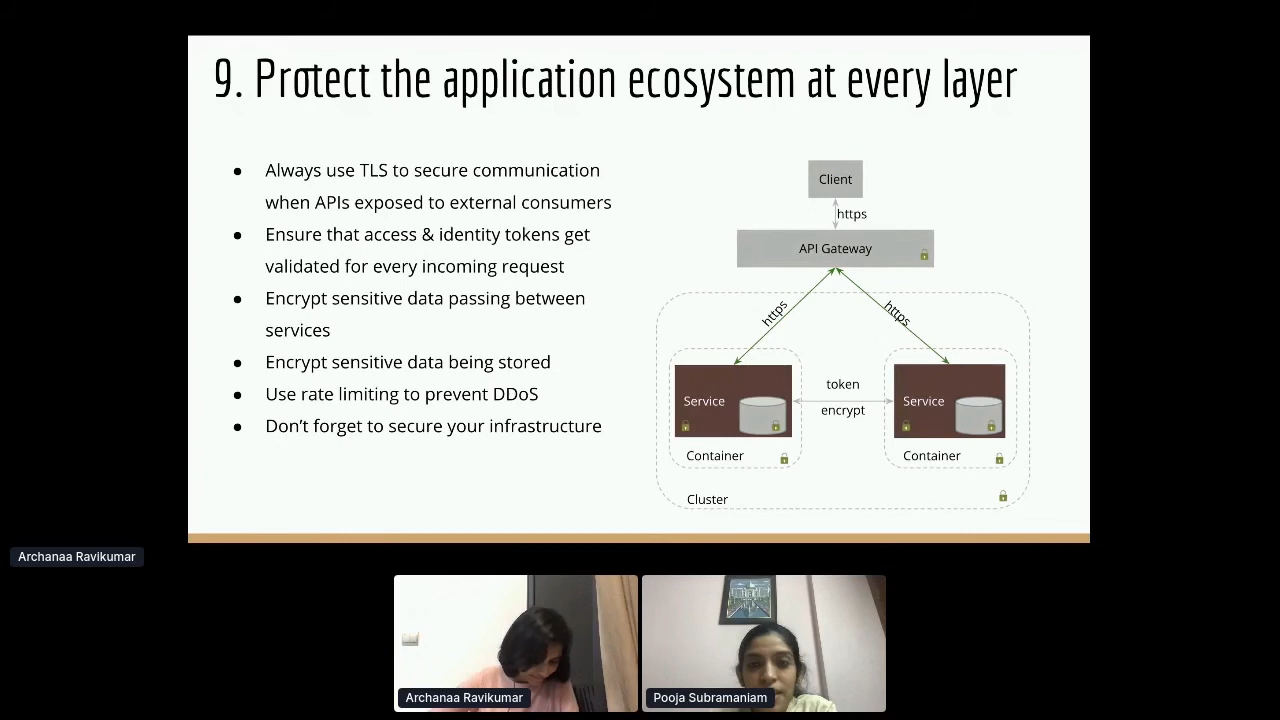 9. Protect the application ecosystem at every layer
● Always use TLS to secure communication
when APIs exposed to external consumers
● Ensure that access & identity tokens get
validated for every incoming request
● Encrypt sensitive data passing between
services
● Encrypt sensitive data being stored
● Use rate limiting to prevent DDoS
● Don’t forget to secure your infrastructure
Client
https
API Gateway
https
https
Service
token
encrypt
Service
Container
Container
Cluster
Archanaa Ravikumar
Archanaa Ravikumar
Pooja Subramaniam